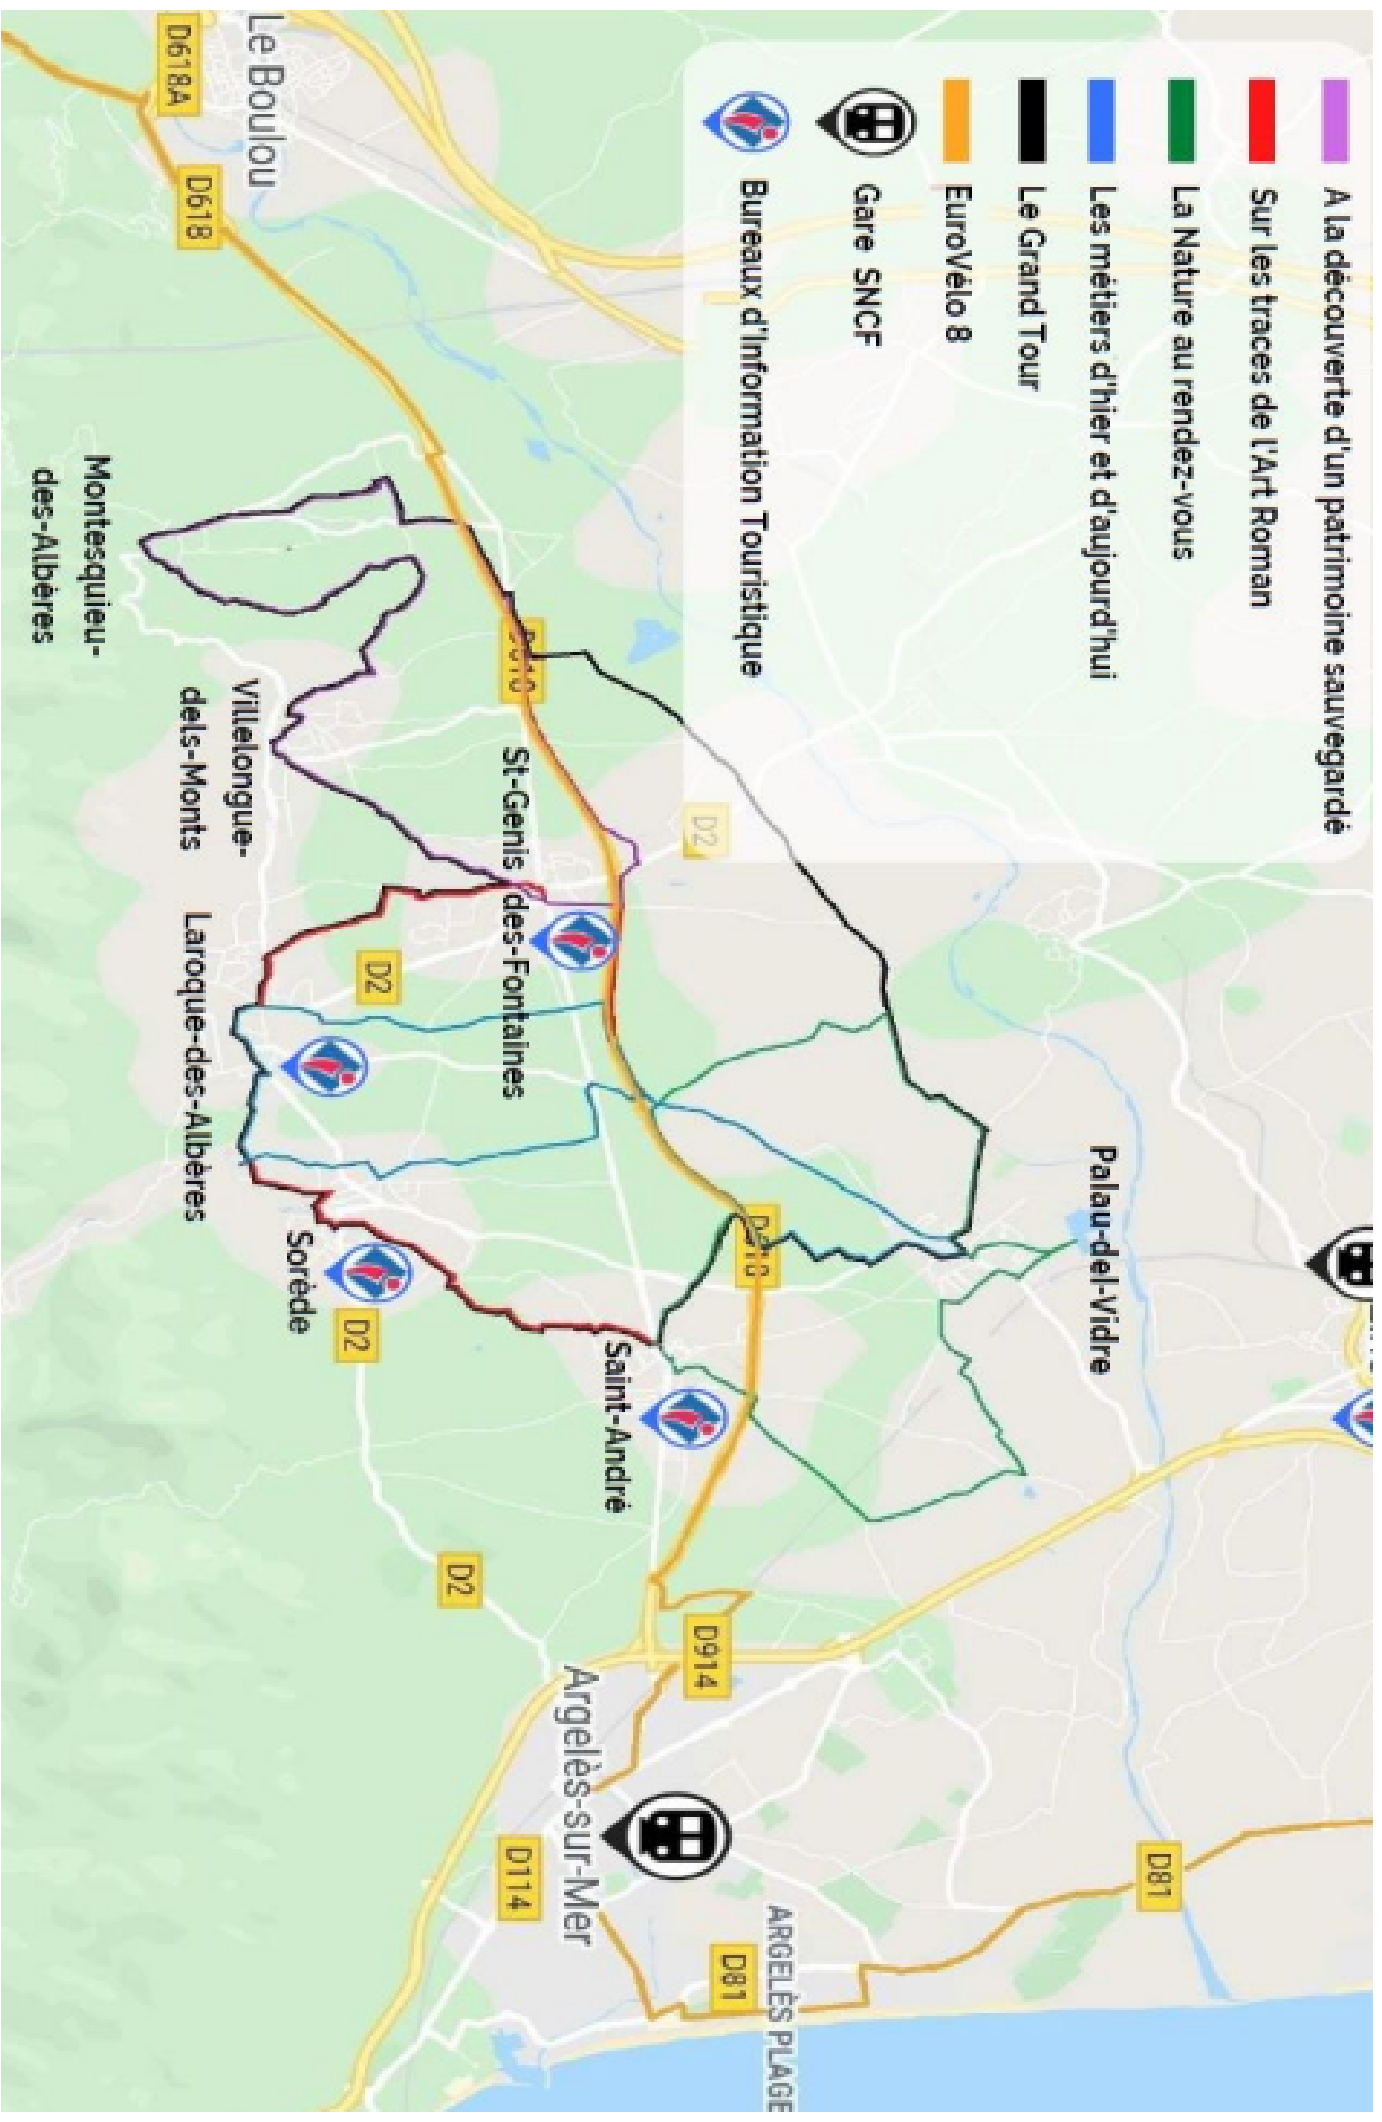 A la découverte d'un patrimoine sauvegardé
Sur les traces de l'Art Roman
La Nature au rendez-vous
Les métiers d'hier et d'aujourd'hui
Le Grand Tour
EuroVélo 8
Gare SNCF
Bureaux d'Information Touristique
Le Boulou
D618A
D618
D2
St-Genis des-Fontaines
Montesquieu-
des-Albères
Villelongue-
dels-Monts
D2
Laroque-des-Albères
Palau-del-Vidre
Sorède
D2
Saint-André
D2
D914
Argelès-sur-Mer
D114
D81
D81
ARGELÈS PLAGE